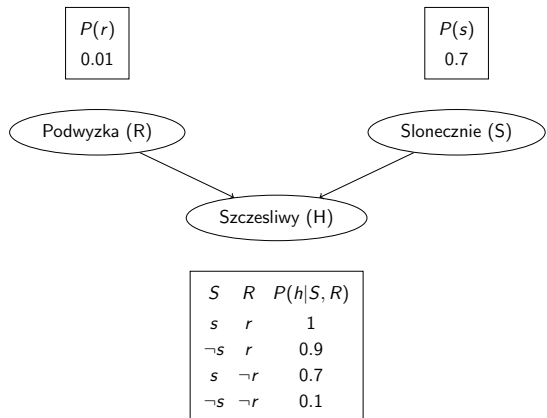 P(r)
0.01
P(s)
0.7
Podwyzka (R)
Slonecznie (S)
Szczesliwy (H)
S R P(h|S, R)
s r 1
¬s r 0.9
s ¬r 0.7
¬s ¬r 0.1